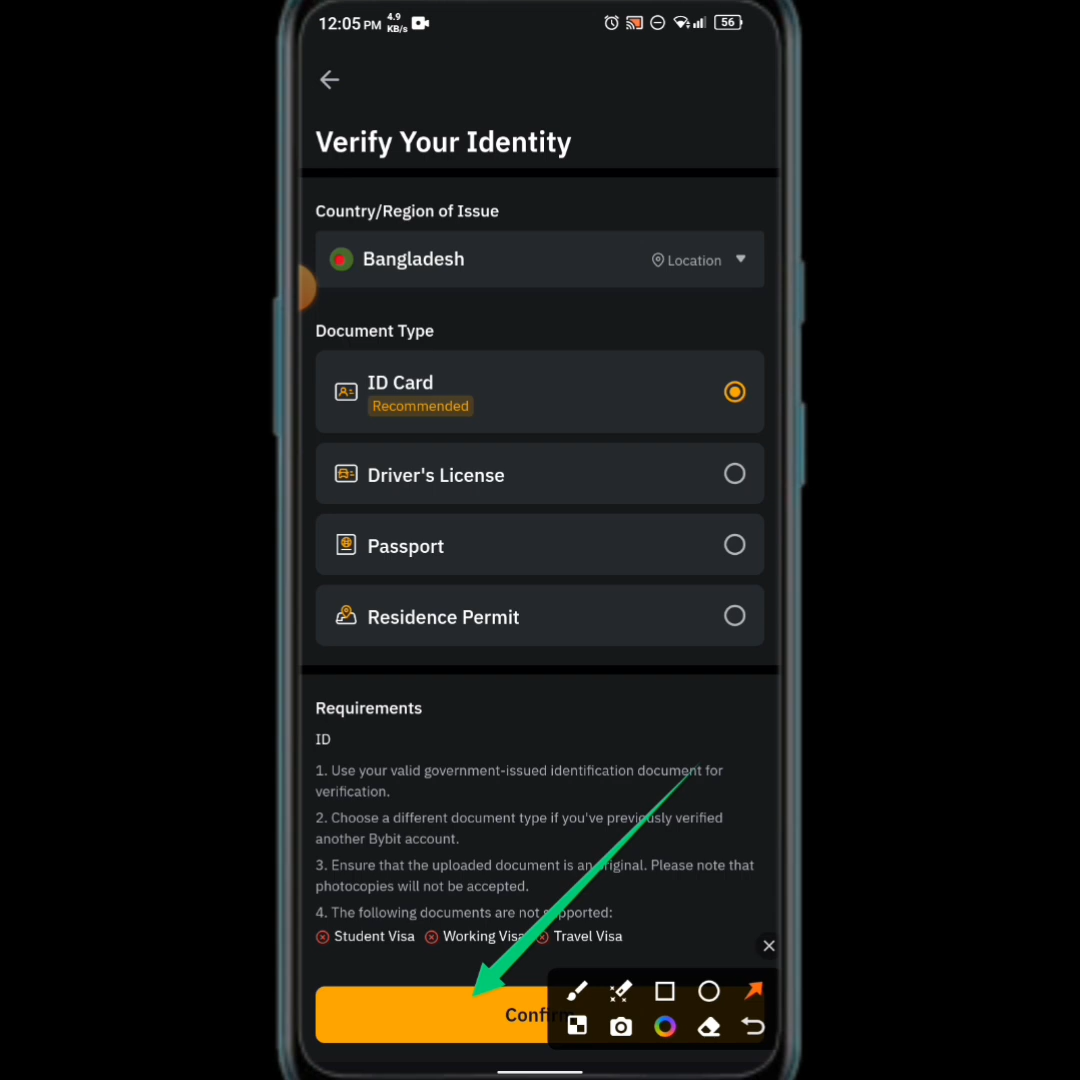 12:05 PM 4.9 KB/s 56
Verify Your Identity
Country/Region of Issue
Bangladesh Location
Document Type
ID Card
Recommended
Driver's License
Passport
Residence Permit
Requirements
ID
1. Use your valid government-issued identification document for
verification.
2. Choose a different document type if you've previously verified
another Bybit account.
3. Ensure that the uploaded document is an original. Please note that
photocopies will not be accepted.
4. The following documents are not supported:
Student Visa Working Visa Travel Visa
Confirm